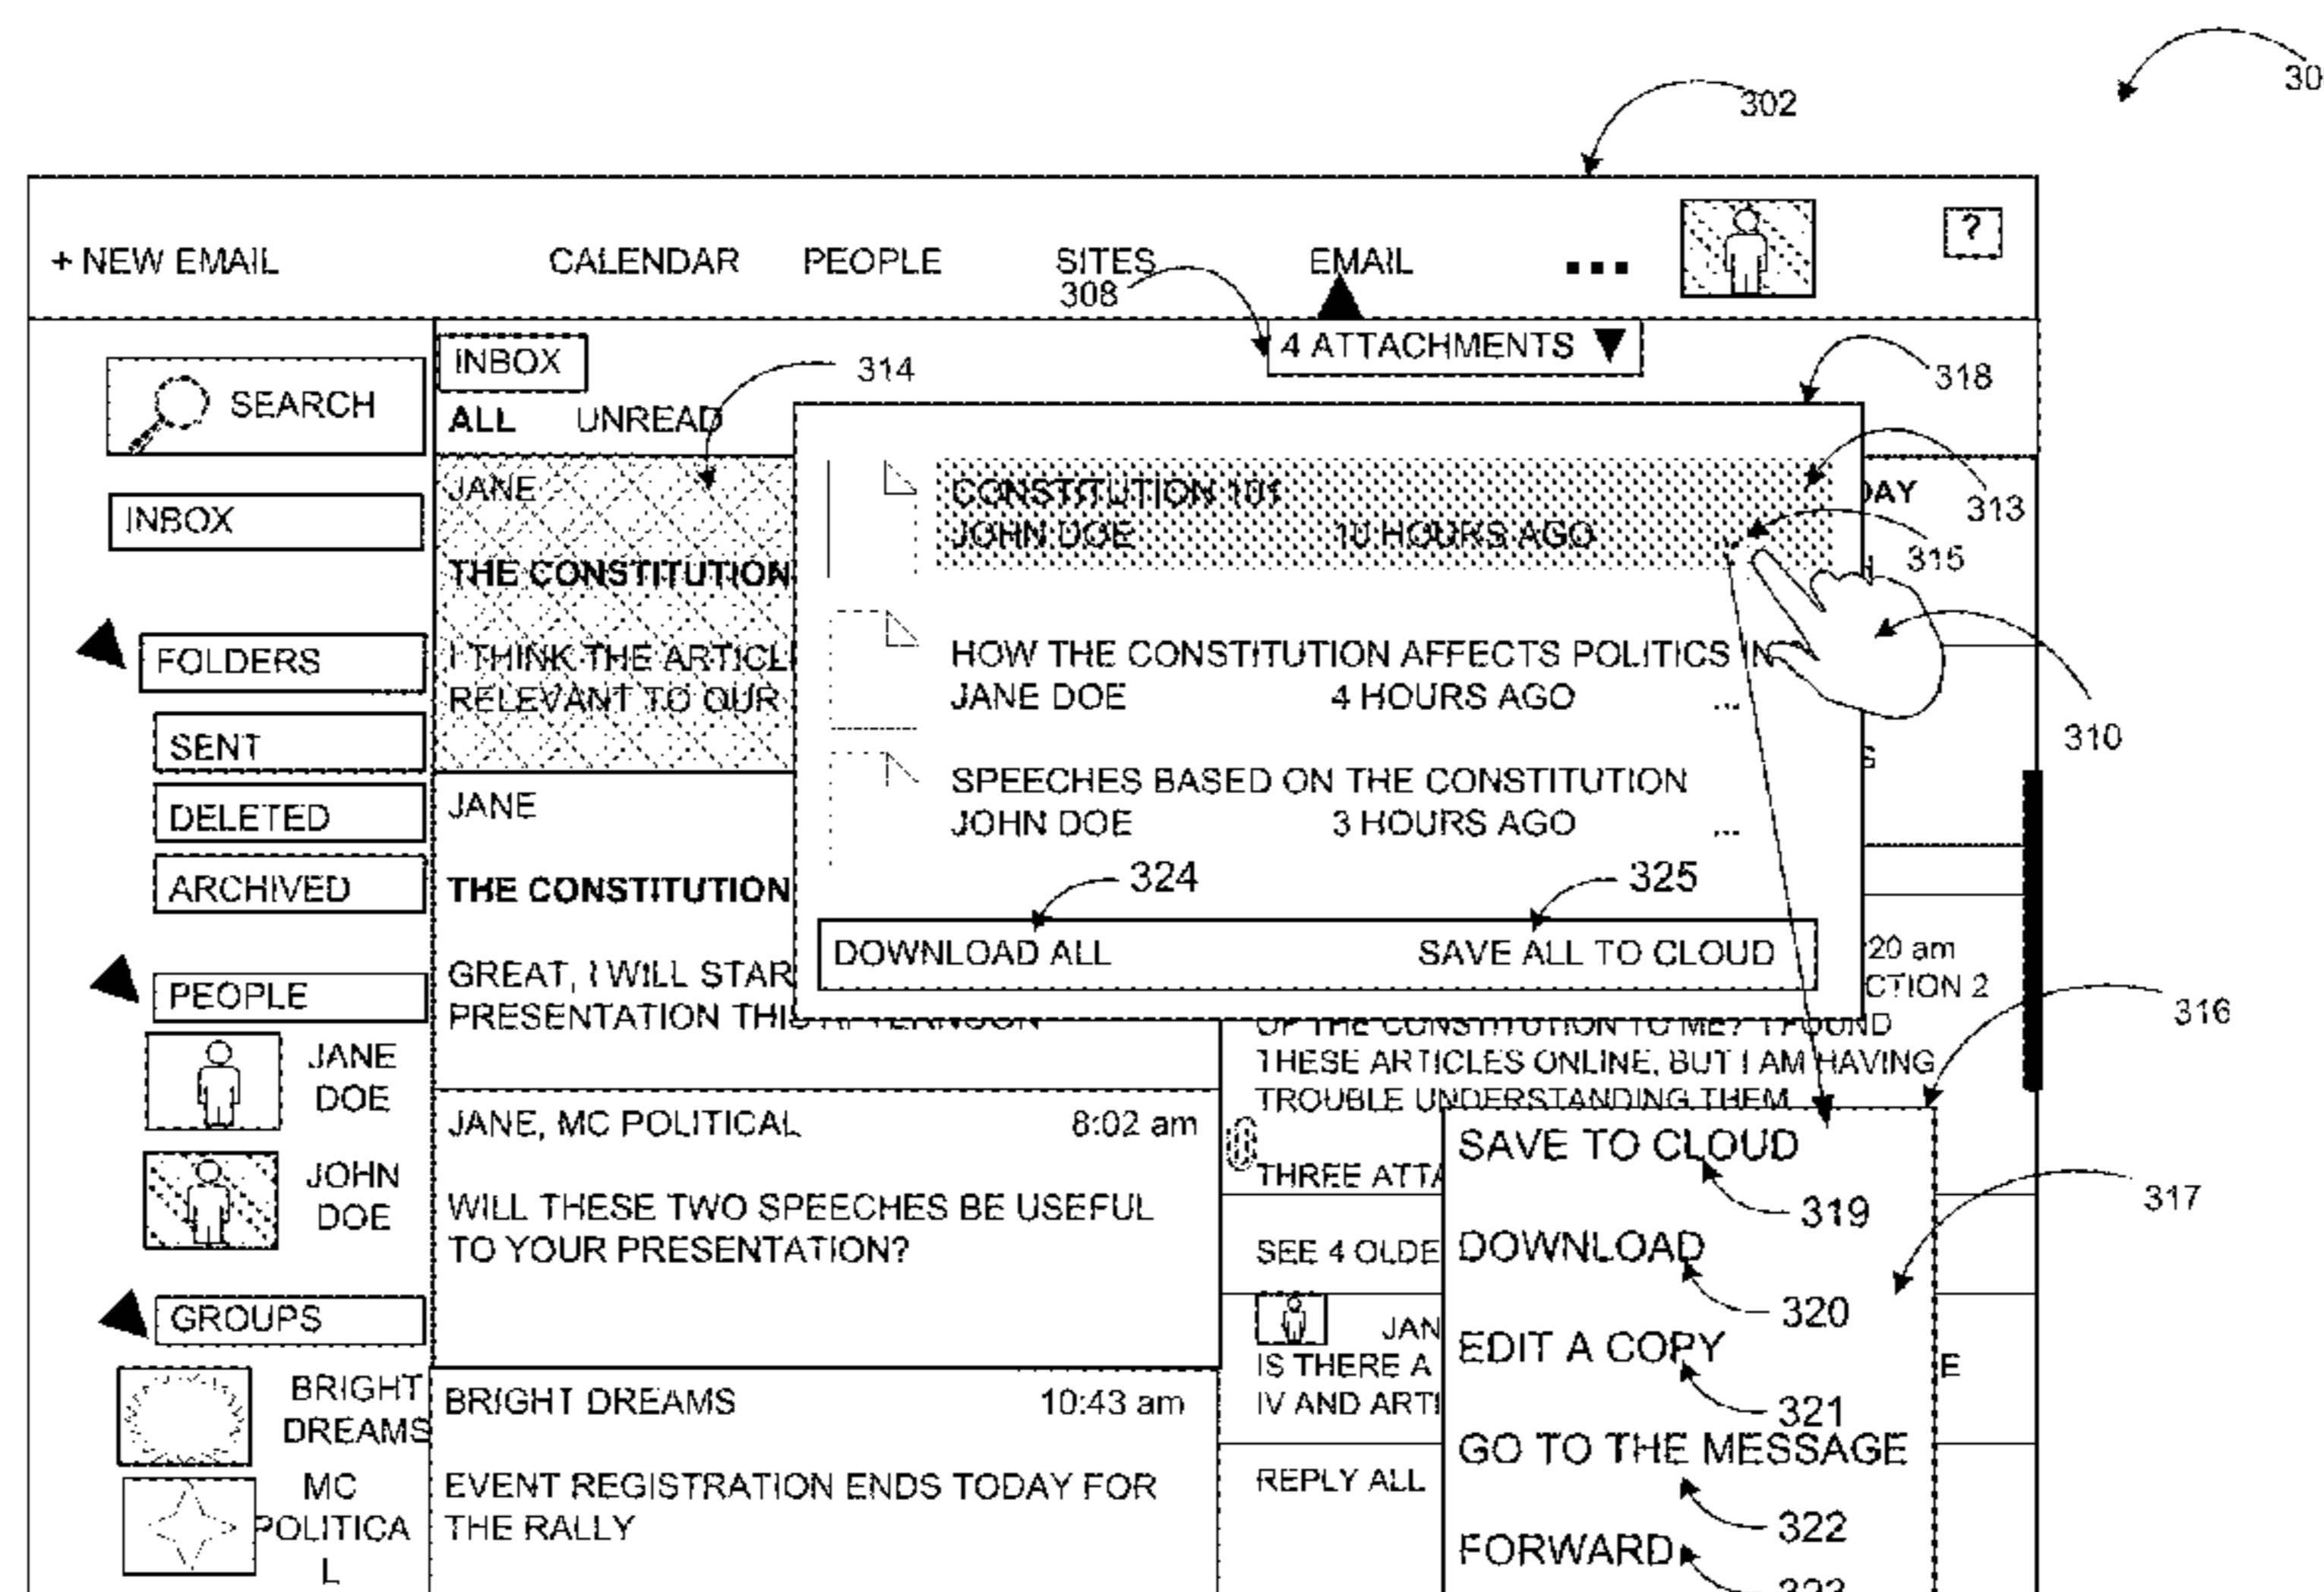 30
302
+ NEW EMAIL
CALENDAR
PEOPLE
SITES
EMAIL
...
?
308
4 ATTACHMENTS
318
INBOX
314
SEARCH
ALL
UNREAD
INBOX
JANE
THE CONSTITUTION
I THINK THE ARTICL
RELEVANT TO OUR
CONSTITUTION 101
JOHN DOE
10 HOURS AGO
DAY
313
315
H
310
HOW THE CONSTITUTION AFFECTS POLITICS IN
JANE DOE
4 HOURS AGO
...
S
SPEECHES BASED ON THE CONSTITUTION
JOHN DOE
3 HOURS AGO
...
324
325
DOWNLOAD ALL
SAVE ALL TO CLOUD
FOLDERS
SENT
DELETED
ARCHIVED
JANE
THE CONSTITUTION
GREAT, I WILL STAR
PRESENTATION THIS AFTERNOON
20 am
CTION 2
316
OF THE CONSTITUTION TO ME? I FOUND
THESE ARTICLES ONLINE, BUT I AM HAVING
TROUBLE UNDERSTANDING THEM
THREE ATTA
PEOPLE
JANE
DOE
JOHN
DOE
JANE, MC POLITICAL
8:02 am
WILL THESE TWO SPEECHES BE USEFUL
TO YOUR PRESENTATION?
SEE 4 OLDE
JAN
IS THERE A
E
IV AND ARTI
REPLY ALL
SAVE TO CLOUD
319
317
DOWNLOAD
320
EDIT A COPY
321
GO TO THE MESSAGE
322
FORWARD
323
GROUPS
BRIGHT
DREAMS
MC
POLITICA
L
BRIGHT DREAMS
10:43 am
EVENT REGISTRATION ENDS TODAY FOR
THE RALLY